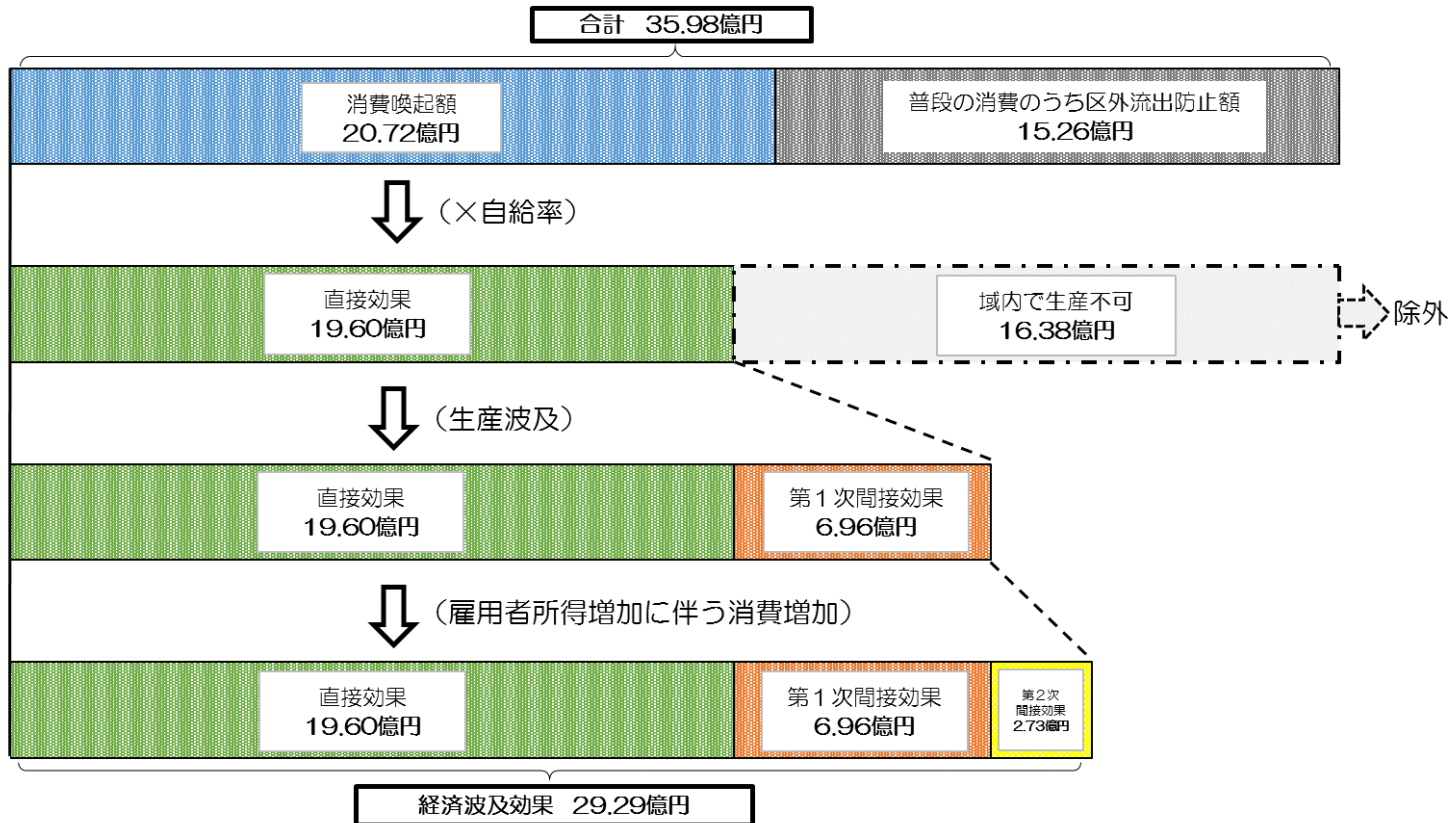 合計 35.98億円
消費喚起額
20.72億円
普段の消費のうち区外流出防止額
15.26億円
（×自給率）
直接効果
19.60億円
域内で生産不可
16.38億円
除外
（生産波及）
直接効果
19.60億円
第１次間接効果
6.96億円
（雇用者所得増加に伴う消費増加）
直接効果
19.60億円
第１次間接効果
6.96億円
第２次
間接効果
2.73億円
経済波及効果 29.29億円